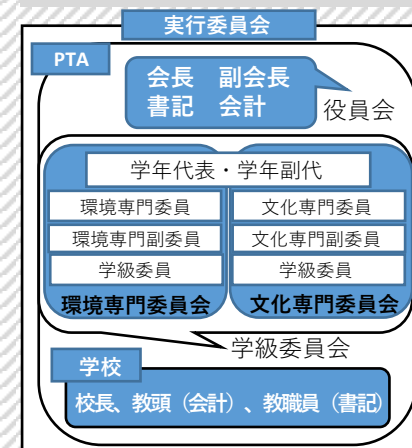 実行委員会
PTA
会長　副会長
書記　会計
役員会
学年代表・学年副代
環境専門委員
文化専門委員
環境専門副委員
文化専門副委員
学級委員
学級委員
環境専門委員会
文化専門委員会
学級委員会
学校
校長、教頭（会計）、教職員（書記）